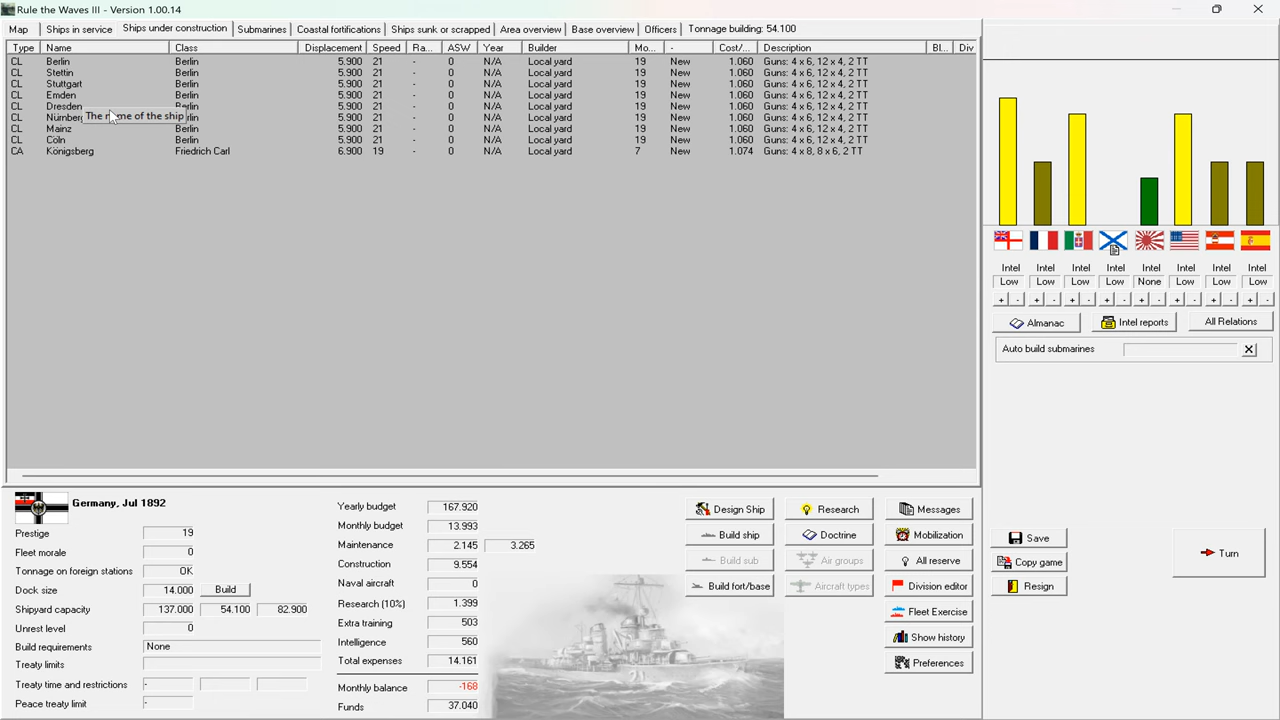 Rule the Waves III - Version 1.00.14
Map Ships in service Ships under construction Submarines Coastal fortifications Ships sunk or scrapped Area overview Base overview Officers Tonnage building: 54.100
Type Name Class Displacement Speed Ra... ASW Year Builder Mo... - Cost/... Description Bl... Div
CL Berlin Berlin 5.900 21 - 0 N/A Local yard 19 New 1.060 Guns: 4 x 6, 12 x 4, 2 TT
CL Stettin Berlin 5.900 21 - 0 N/A Local yard 19 New 1.060 Guns: 4 x 6, 12 x 4, 2 TT
CL Stuttgart Berlin 5.900 21 - 0 N/A Local yard 19 New 1.060 Guns: 4 x 6, 12 x 4, 2 TT
CL Emden Berlin 5.900 21 - 0 N/A Local yard 19 New 1.060 Guns: 4 x 6, 12 x 4, 2 TT
CL Dresden Berlin 5.900 21 - 0 N/A Local yard 19 New 1.060 Guns: 4 x 6, 12 x 4, 2 TT
CL Nürnberg The name of the ship rlin 5.900 21 - 0 N/A Local yard 19 New 1.060 Guns: 4 x 6, 12 x 4, 2 TT
CL Mainz Berlin 5.900 21 - 0 N/A Local yard 19 New 1.060 Guns: 4 x 6, 12 x 4, 2 TT
CL Cöln Berlin 5.900 21 - 0 N/A Local yard 19 New 1.060 Guns: 4 x 6, 12 x 4, 2 TT
CA Königsberg Friedrich Carl 6.900 19 - 0 N/A Local yard 7 New 1.074 Guns: 4 x 8, 8 x 6, 2 TT
Intel Intel Intel Intel Intel Intel Intel Intel
Low Low Low Low None Low Low Low
+ - + - + - + - + - + - + - + -
Almanac Intel reports All Relations
Auto build submarines X
Germany, Jul 1892
Prestige 19
Fleet morale 0
Tonnage on foreign stations OK
Dock size 14.000 Build
Shipyard capacity 137.000 54.100 82.900
Unrest level 0
Build requirements None
Treaty limits
Treaty time and restrictions -
Peace treaty limit -
Yearly budget 167.920
Monthly budget 13.993
Maintenance 2.145 3.265
Construction 9.554
Naval aircraft 0
Research (10%) 1.399
Extra training 503
Intelligence 560
Total expenses 14.161
Monthly balance -168
Funds 37.040
Design Ship Research Messages
Build ship Doctrine Mobilization
Build sub Air groups All reserve
Build fort/base Aircraft types Division editor
Fleet Exercise
Show history
Preferences
Save
Copy game
Resign
Turn